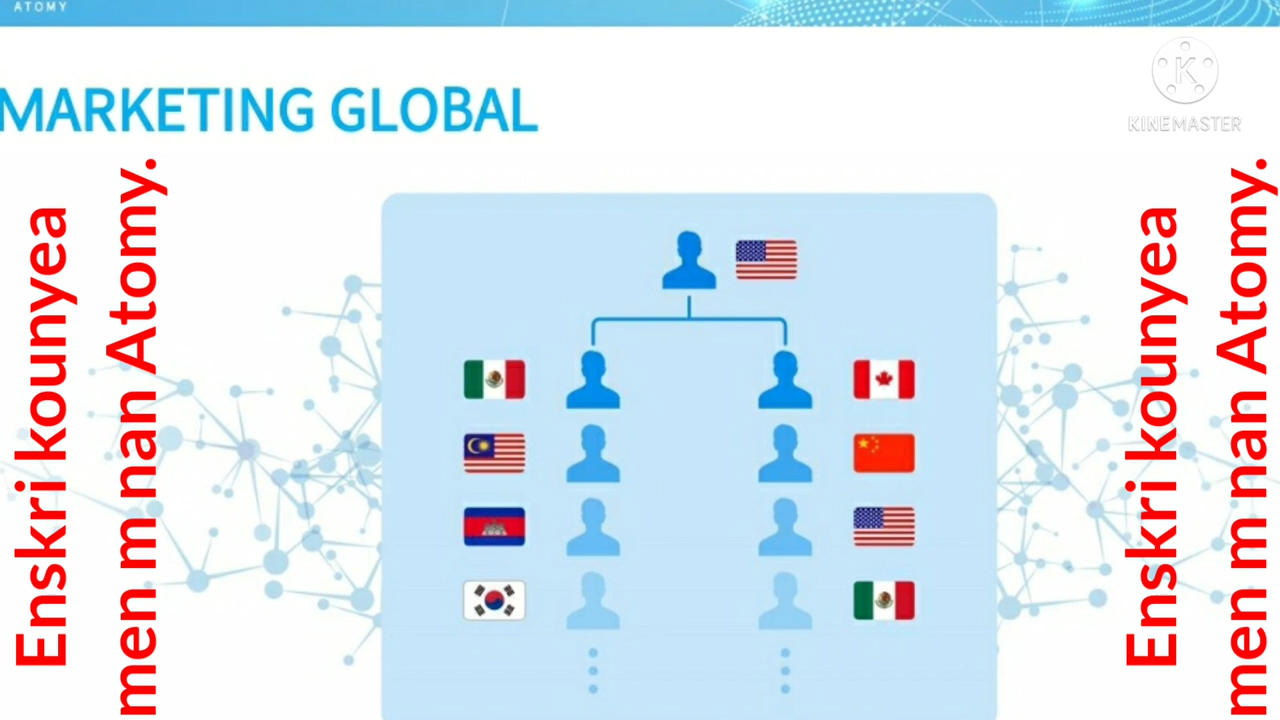 ATOMY
MARKETING GLOBAL
KINEMASTER
Enskri kounyea
men m nan Atomy.
Enskri kounyea
men m nan Atomy.